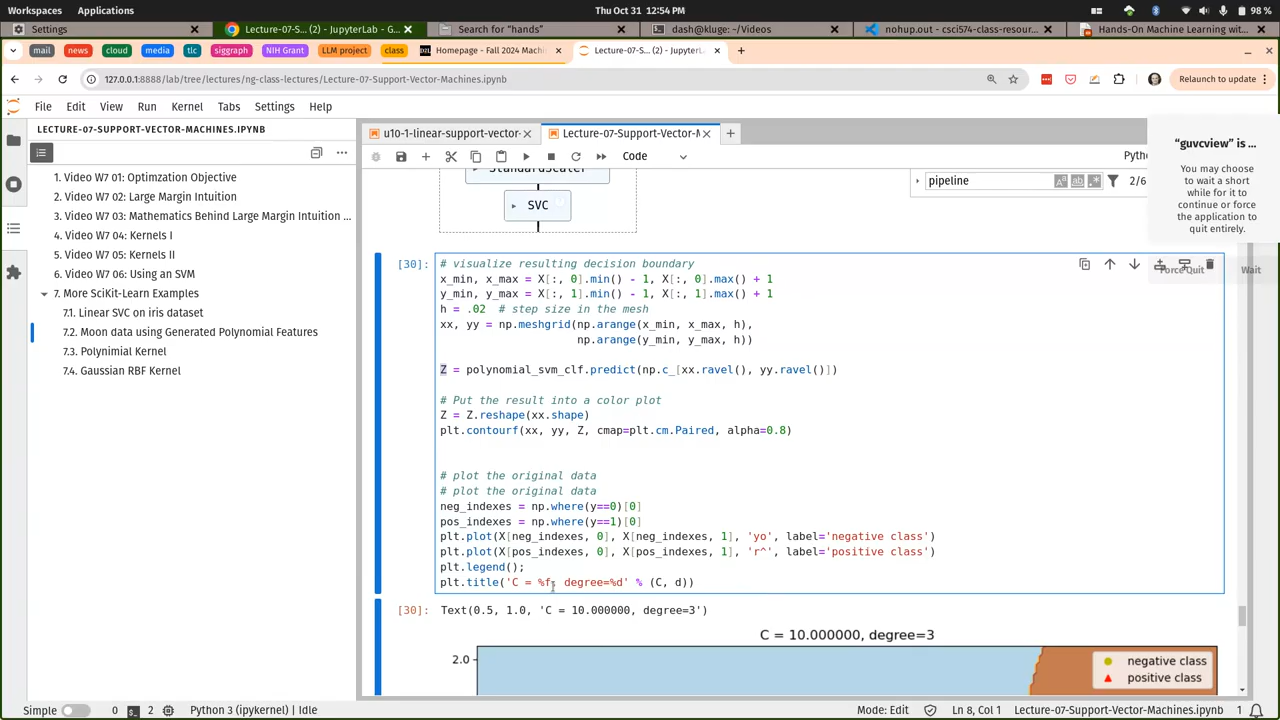 Workspaces Applications Thu Oct 31 12:54 PM 98 %
Settings Lecture-07-S... (2) - JupyterLab - G... Search for "hands" dash@kluge: ~/Videos nohup.out - csci574-class-resour... Hands-On Machine Learning wit...
mail news cloud media tlc siggraph NIH Grant LLM project class Homepage - Fall 2024 Machin... Lecture-07-S... (2) - JupyterL...
127.0.0.1:8888/lab/tree/lectures/ng-class-lectures/Lecture-07-Support-Vector-Machines.ipynb Relaunch to update
File Edit View Run Kernel Tabs Settings Help
LECTURE-07-SUPPORT-VECTOR-MACHINES.IPYNB
1. Video W7 01: Optimzation Objective
2. Video W7 02: Large Margin Intuition
3. Video W7 03: Mathematics Behind Large Margin Intuition ...
4. Video W7 04: Kernels I
5. Video W7 05: Kernels II
6. Video W7 06: Using an SVM
7. More SciKit-Learn Examples
7.1. Linear SVC on iris dataset
7.2. Moon data using Generated Polynomial Features
7.3. Polynimial Kernel
7.4. Gaussian RBF Kernel
u10-1-linear-support-vector- Lecture-07-Support-Vector-M
Code Pyth
pipeline 2/6
"guvcview" is ...
You may choose
to wait a short
while for it to
continue or force
the application to
quit entirely.
Force Quit Wait
StandardScaler
SVC
[30]: # visualize resulting decision boundary
x_min, x_max = X[:, 0].min() - 1, X[:, 0].max() + 1
y_min, y_max = X[:, 1].min() - 1, X[:, 1].max() + 1
h = .02 # step size in the mesh
xx, yy = np.meshgrid(np.arange(x_min, x_max, h),
np.arange(y_min, y_max, h))
Z = polynomial_svm_clf.predict(np.c_[xx.ravel(), yy.ravel()])
# Put the result into a color plot
Z = Z.reshape(xx.shape)
plt.contourf(xx, yy, Z, cmap=plt.cm.Paired, alpha=0.8)
# plot the original data
# plot the original data
neg_indexes = np.where(y==0)[0]
pos_indexes = np.where(y==1)[0]
plt.plot(X[neg_indexes, 0], X[neg_indexes, 1], 'yo', label='negative class')
plt.plot(X[pos_indexes, 0], X[pos_indexes, 1], 'r^', label='positive class')
plt.legend();
plt.title('C = %f, degree=%d' % (C, d))
[30]: Text(0.5, 1.0, 'C = 10.000000, degree=3')
C = 10.000000, degree=3
2.0
negative class
positive class
Simple 0 2 Python 3 (ipykernel) | Idle Mode: Edit Ln 8, Col 1 Lecture-07-Support-Vector-Machines.ipynb 1